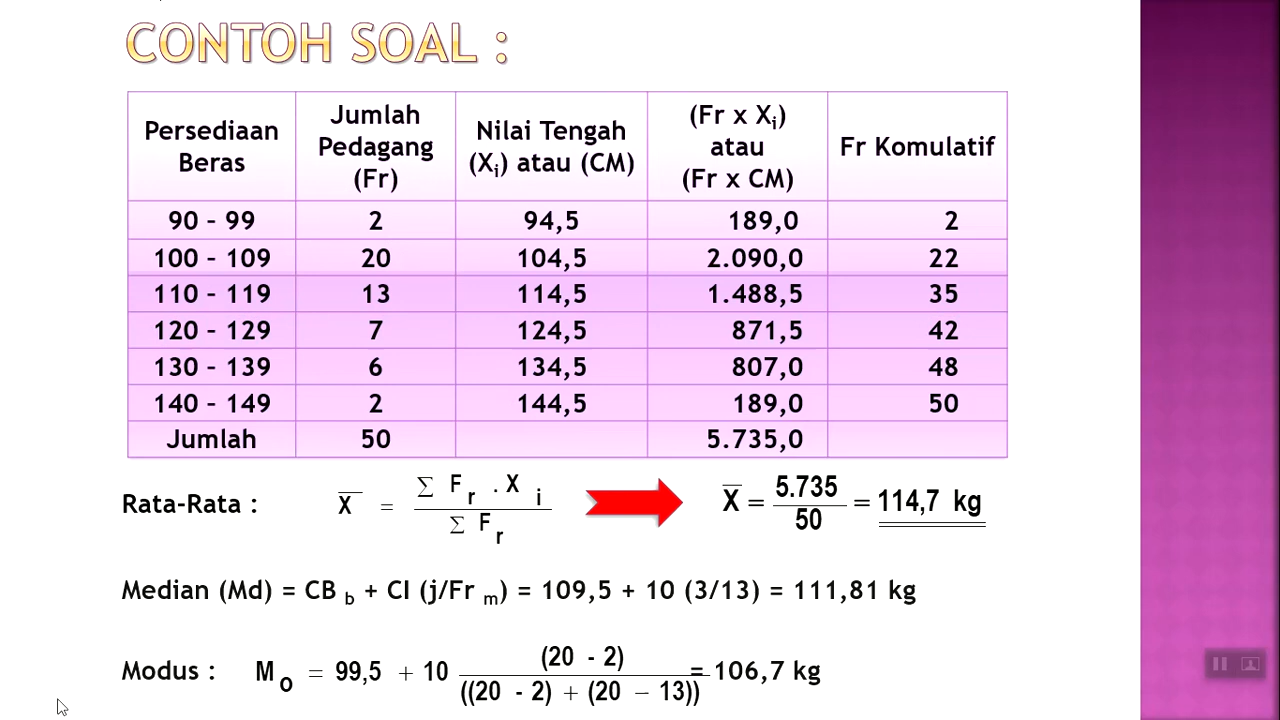 CONTOH SOAL :
Persediaan Beras | Jumlah Pedagang (Fr) | Nilai Tengah (Xi) atau (CM) | (Fr x Xi) atau (Fr x CM) | Fr Komulatif
90 – 99 | 2 | 94,5 | 189,0 | 2
100 – 109 | 20 | 104,5 | 2.090,0 | 22
110 – 119 | 13 | 114,5 | 1.488,5 | 35
120 – 129 | 7 | 124,5 | 871,5 | 42
130 – 139 | 6 | 134,5 | 807,0 | 48
140 – 149 | 2 | 144,5 | 189,0 | 50
Jumlah | 50 | 5.735,0
Rata-Rata : X̅ = ∑ Fr . Xi / ∑ Fr X̅ = 5.735 / 50 = 114,7 kg
Median (Md) = CB b + CI (j/Fr m) = 109,5 + 10 (3/13) = 111,81 kg
Modus : MO = 99,5 + 10 (20 - 2) / ((20 - 2) + (20 – 13)) = 106,7 kg